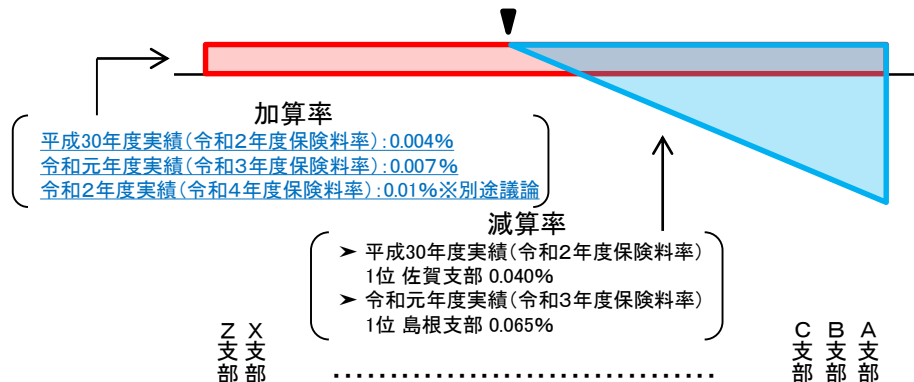 加算率
平成30年度実績(令和2年度保険料率):0.004%
令和元年度実績(令和3年度保険料率):0.007%
令和2年度実績(令和4年度保険料率):0.01%※別途議論
減算率
➤ 平成30年度実績(令和2年度保険料率)
1位 佐賀支部 0.040%
➤ 令和元年度実績(令和3年度保険料率)
1位 島根支部 0.065%
Z支部
X支部
‥‥‥‥‥‥‥‥‥‥‥‥‥‥‥‥
C支部
B支部
A支部